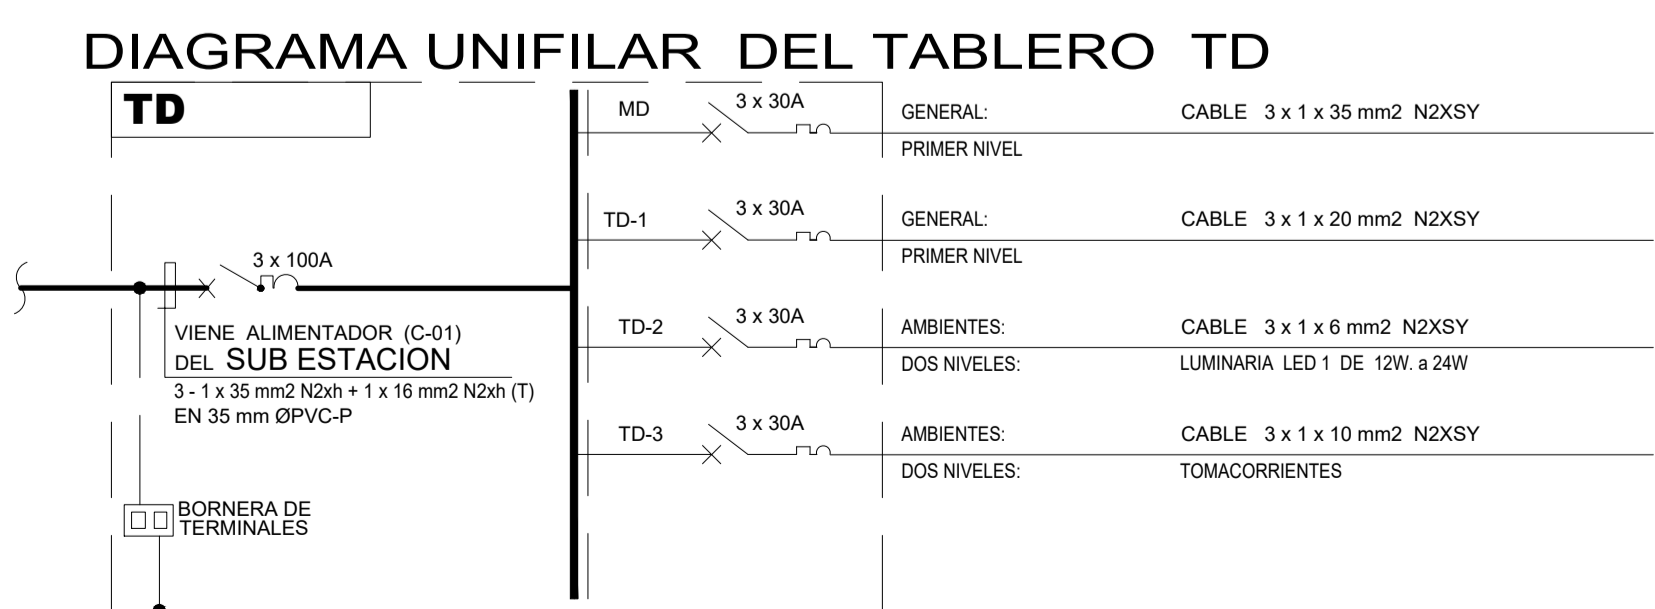 DIAGRAMA UNIFILAR DEL TABLERO TD
TD
MD
3 x 30A
GENERAL:
CABLE 3 x 1 x 35 mm2 N2XSY
PRIMER NIVEL
TD-1
3 x 30A
GENERAL:
CABLE 3 x 1 x 20 mm2 N2XSY
PRIMER NIVEL
3 x 100A
VIENE ALIMENTADOR (C-01)
DEL SUB ESTACION
3 - 1 x 35 mm2 N2xh + 1 x 16 mm2 N2xh (T)
EN 35 mm ØPVC-P
TD-2
3 x 30A
AMBIENTES:
CABLE 3 x 1 x 6 mm2 N2XSY
DOS NIVELES:
LUMINARIA LED 1 DE 12W. a 24W
TD-3
3 x 30A
AMBIENTES:
CABLE 3 x 1 x 10 mm2 N2XSY
DOS NIVELES:
TOMACORRIENTES
BORNERA DE
TERMINALES